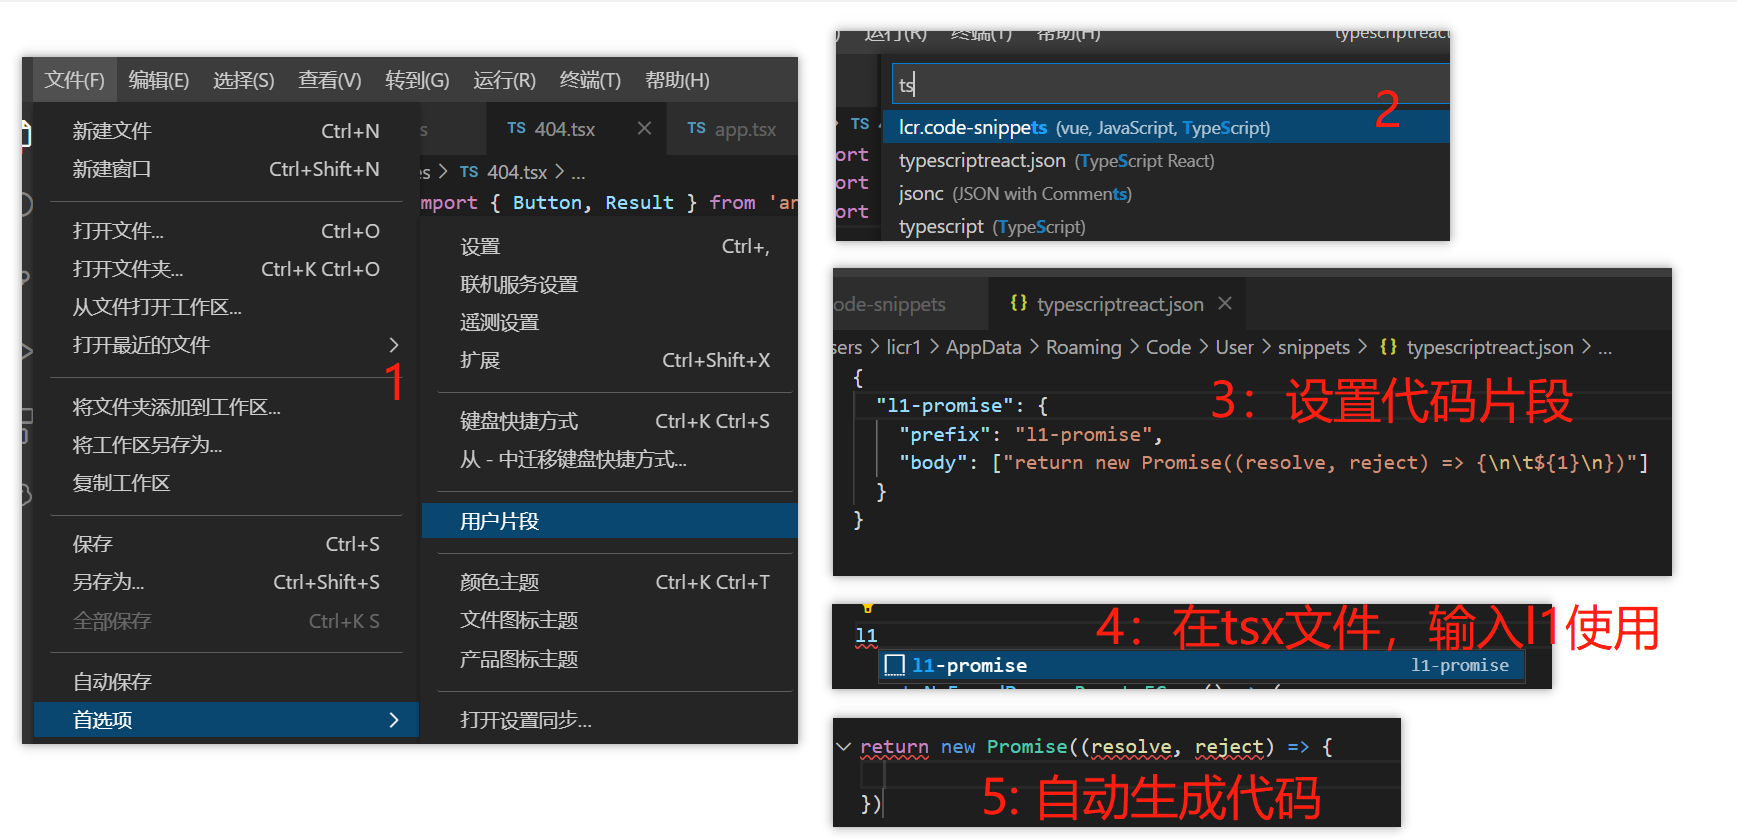 文件(F) 编辑(E) 选择(S) 查看(V) 转到(G) 运行(R) 终端(T) 帮助(H)
新建文件 Ctrl+N
新建窗口 Ctrl+Shift+N
打开文件... Ctrl+O
打开文件夹... Ctrl+K Ctrl+O
从文件打开工作区...
打开最近的文件
1
将文件夹添加到工作区...
将工作区另存为...
复制工作区
保存 Ctrl+S
另存为... Ctrl+Shift+S
全部保存 Ctrl+K S
自动保存
首选项
s TS 404.tsx TS app.tsx
es > TS 404.tsx > ...
mport { Button, Result } from 'ar
设置 Ctrl+,
联机服务设置
遥测设置
扩展 Ctrl+Shift+X
键盘快捷方式 Ctrl+K Ctrl+S
从 - 中迁移键盘快捷方式...
用户片段
颜色主题 Ctrl+K Ctrl+T
文件图标主题
产品图标主题
打开设置同步...
运行(R) 终端(T) 帮助(H) typescriptreact
ts
2
lcr.code-snippets (vue, JavaScript, TypeScript)
typescriptreact.json (TypeScript React)
jsonc (JSON with Comments)
typescript (TypeScript)
TS
ort
ort
ort
ode-snippets {} typescriptreact.json
sers > licr1 > AppData > Roaming > Code > User > snippets > {} typescriptreact.json > ...
{
"l1-promise": {
"prefix": "l1-promise",
"body": ["return new Promise((resolve, reject) => {\n\t${1}\n})"]
}
}
3：设置代码片段
4：在tsx文件，输入l1使用
l1
l1-promise l1-promise
return new Promise((resolve, reject) => {
})
5: 自动生成代码